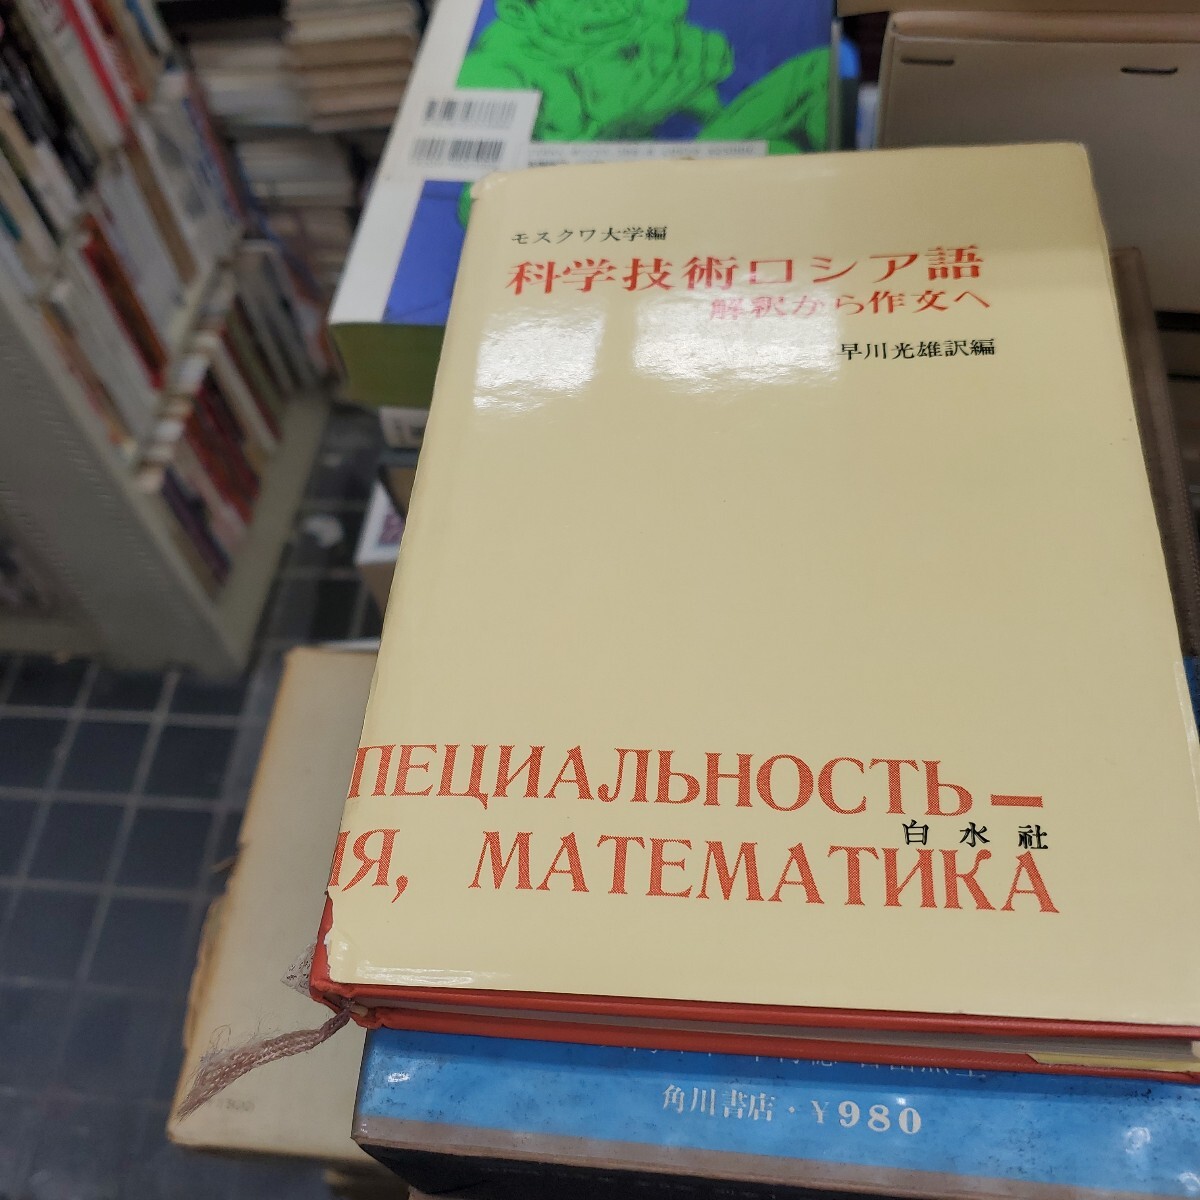 モスクワ大学編
科学技術ロシア語
解釈から作文へ
早川光雄訳編
ПЕЦИАЛЬНОСТЬ–
白水社
ИЯ, МАТЕМАТИКА
角川書店・¥980